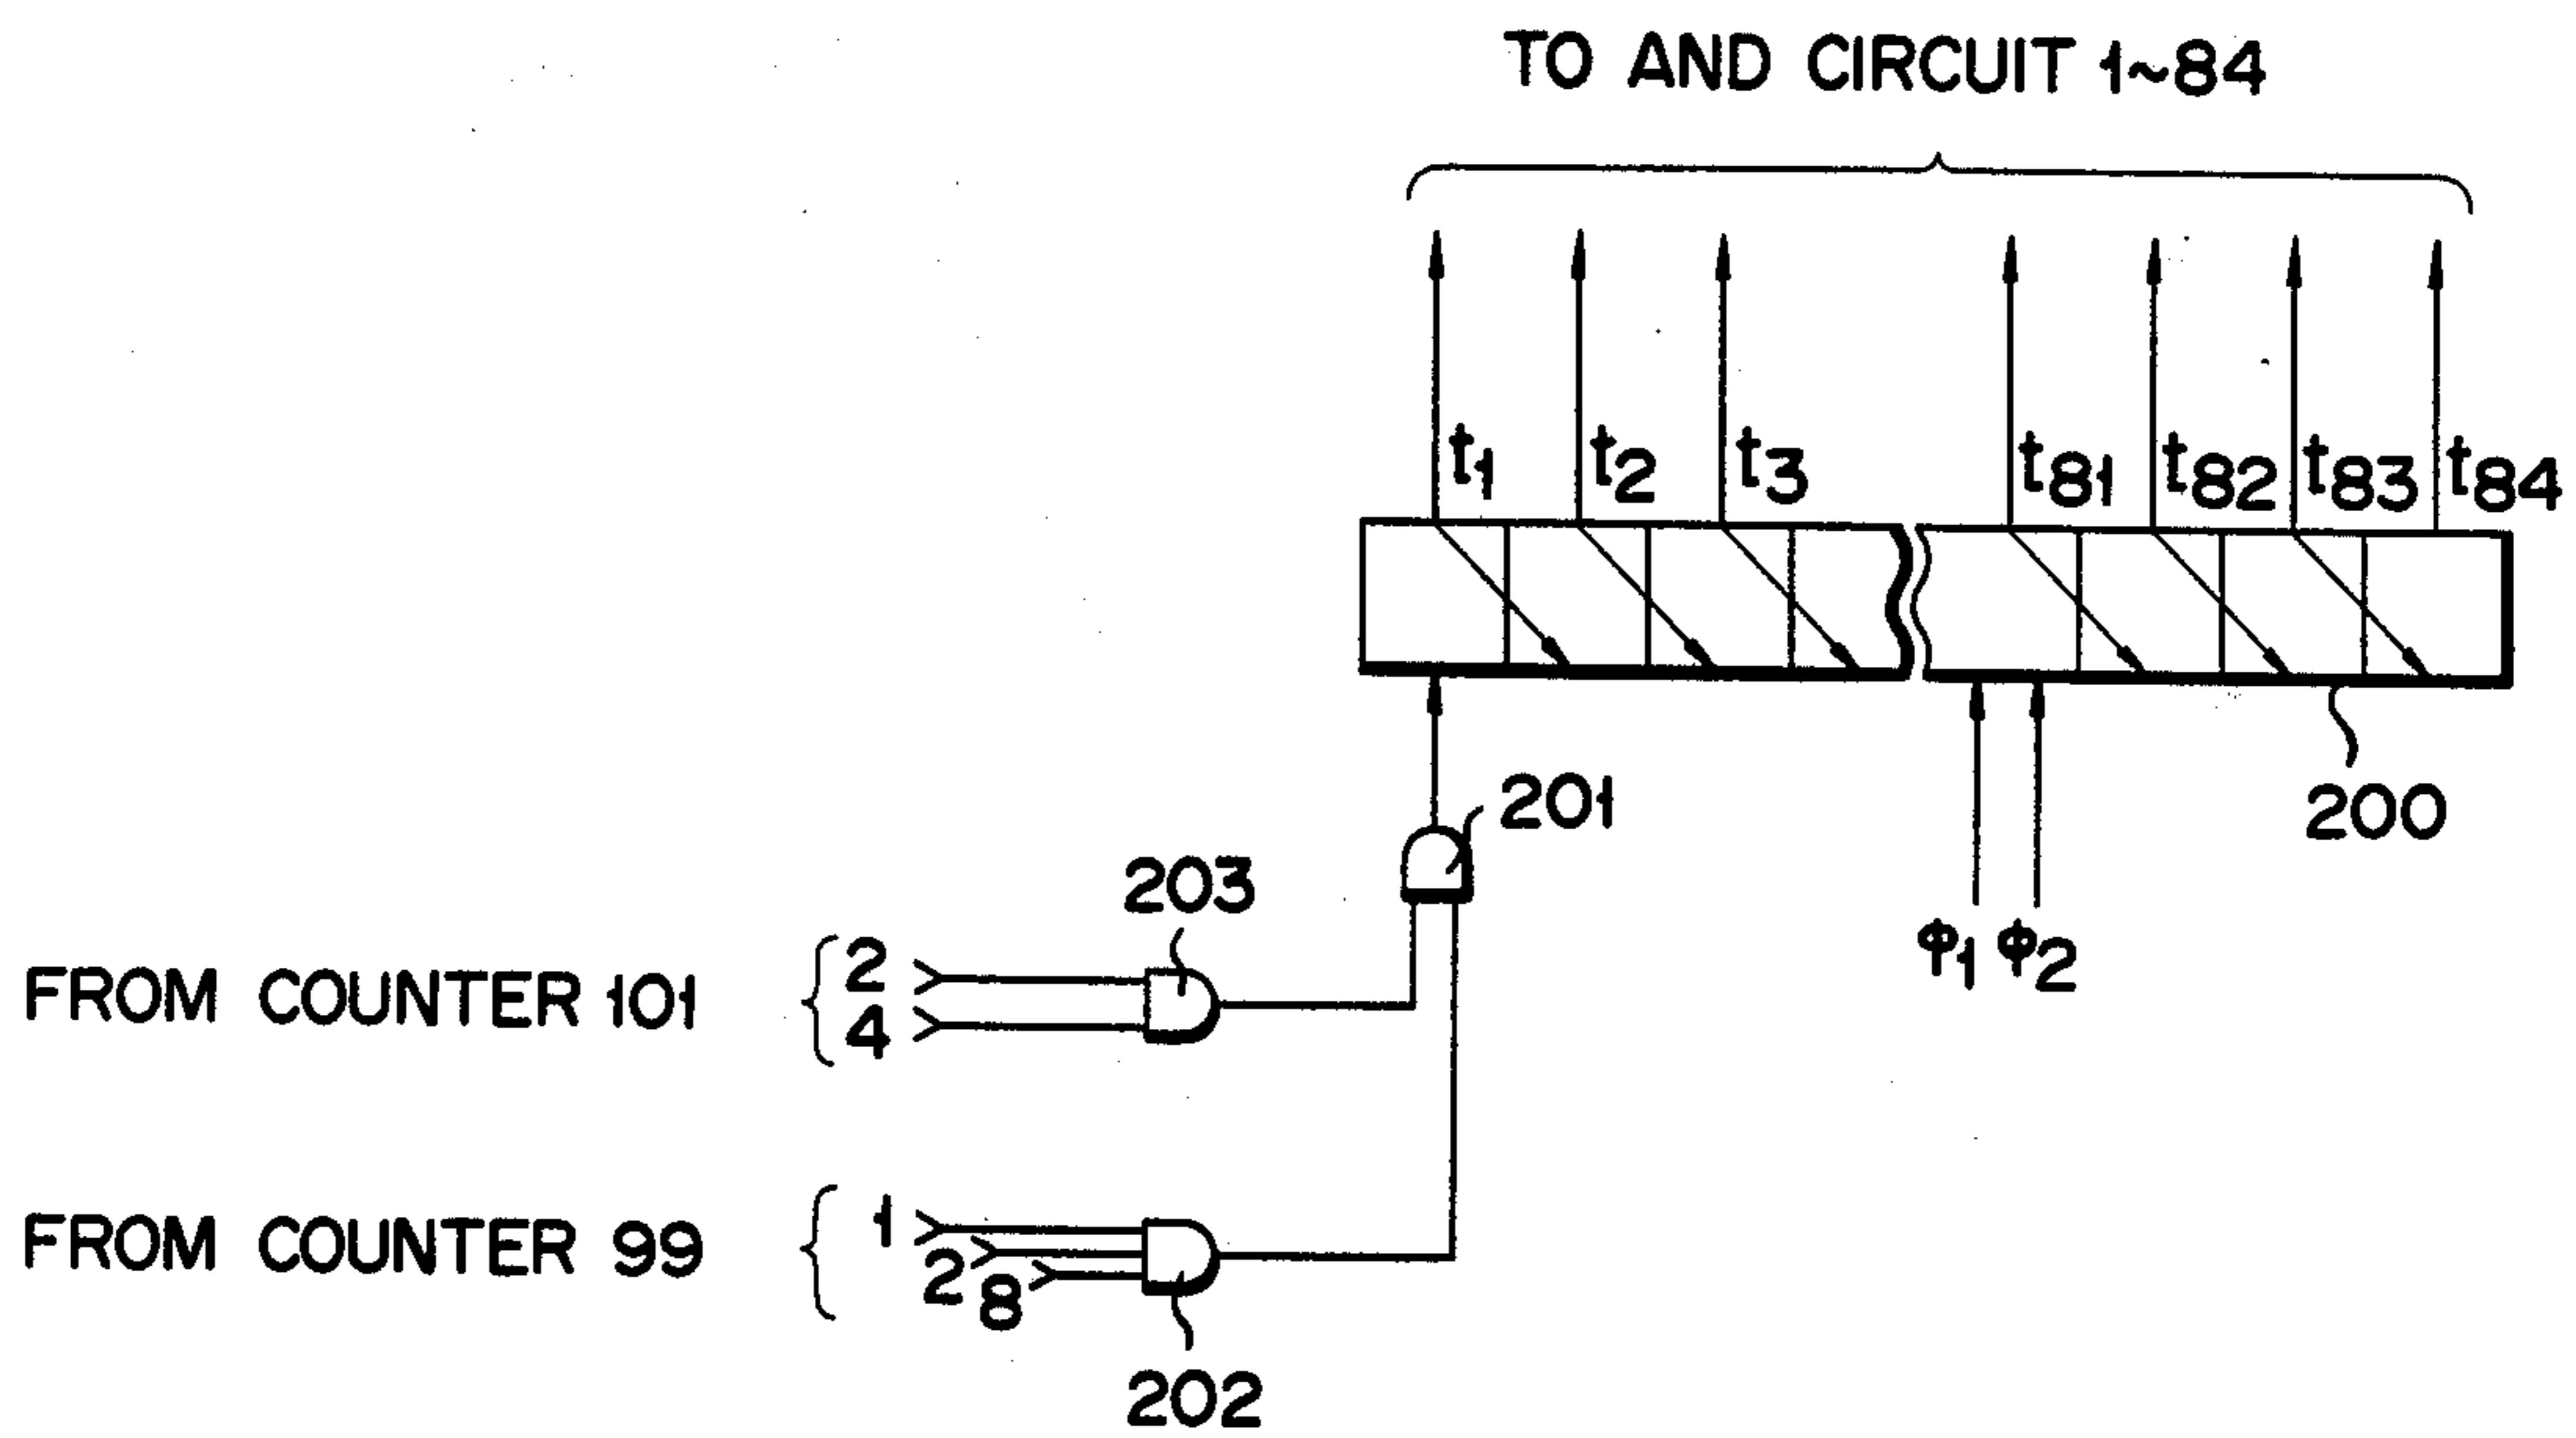 TO AND CIRCUIT 1~84
t1 t2 t3 t81 t82 t83 t84
201
200
203
ϕ1 ϕ2
FROM COUNTER 101 { 2
4
FROM COUNTER 99 { 1
2
8
202